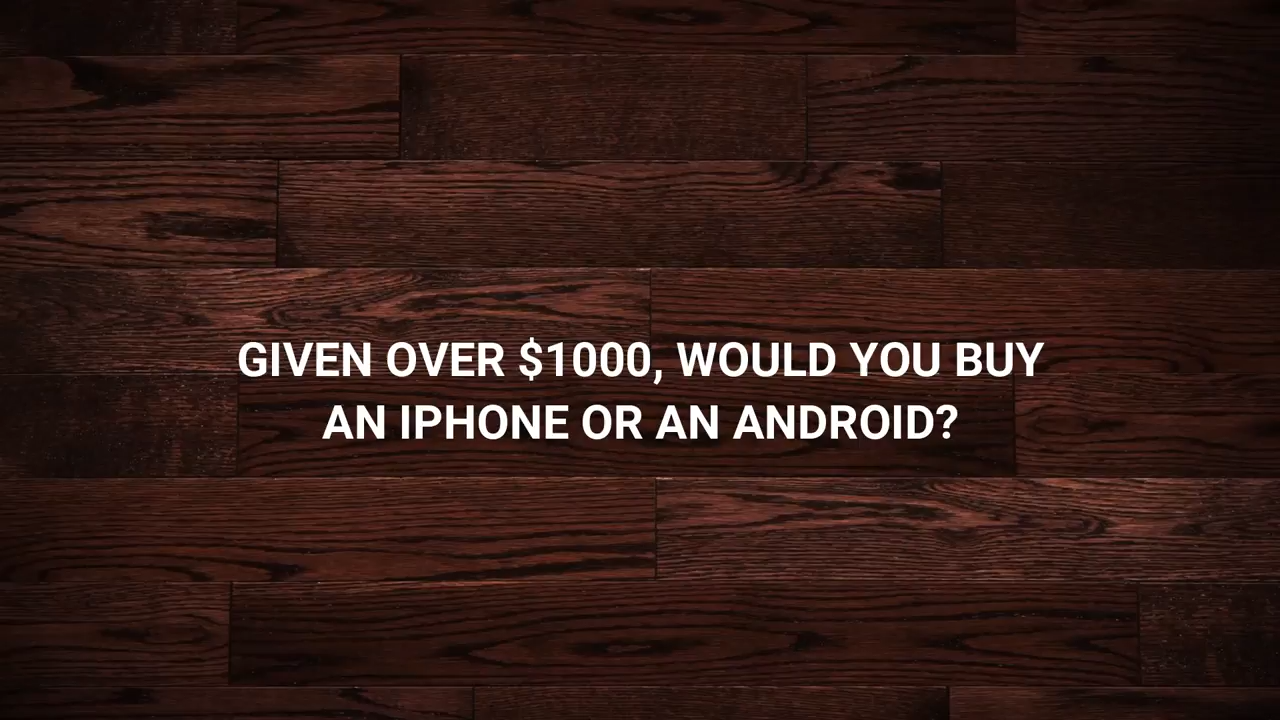 GIVEN OVER $1000, WOULD YOU BUY
AN IPHONE OR AN ANDROID?